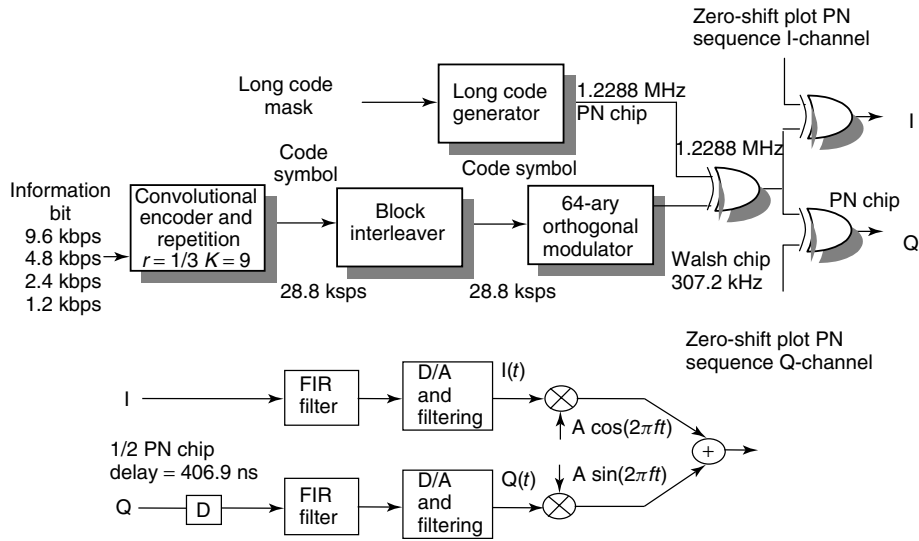 Zero-shift plot PN
sequence I-channel
Long code
mask
Long code
generator
1.2288 MHz
PN chip
I
1.2288 MHz
Code
symbol
Code symbol
Information
bit
9.6 kbps
4.8 kbps
2.4 kbps
1.2 kbps
Convolutional
encoder and
repetition
r = 1/3 K = 9
Block
interleaver
64-ary
orthogonal
modulator
PN chip
Q
28.8 ksps
28.8 ksps
Walsh chip
307.2 kHz
Zero-shift plot PN
sequence Q-channel
I
FIR
filter
D/A
and
filtering
I(t)
A cos(2πft)
+
1/2 PN chip
delay = 406.9 ns
Q
D
FIR
filter
D/A
and
filtering
Q(t)
A sin(2πft)